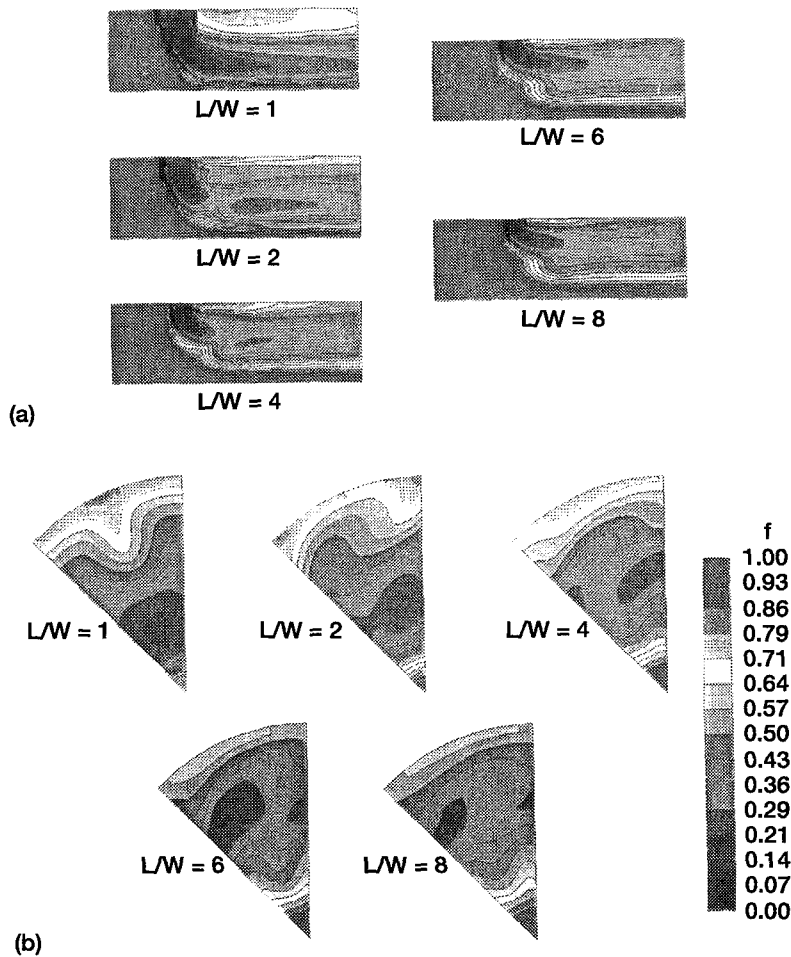 L/W = 1
L/W = 6
L/W = 2
L/W = 8
L/W = 4
(a)
L/W = 1
L/W = 2
L/W = 4
L/W = 6
L/W = 8
f
1.00
0.93
0.86
0.79
0.71
0.64
0.57
0.50
0.43
0.36
0.29
0.21
0.14
0.07
0.00
(b)